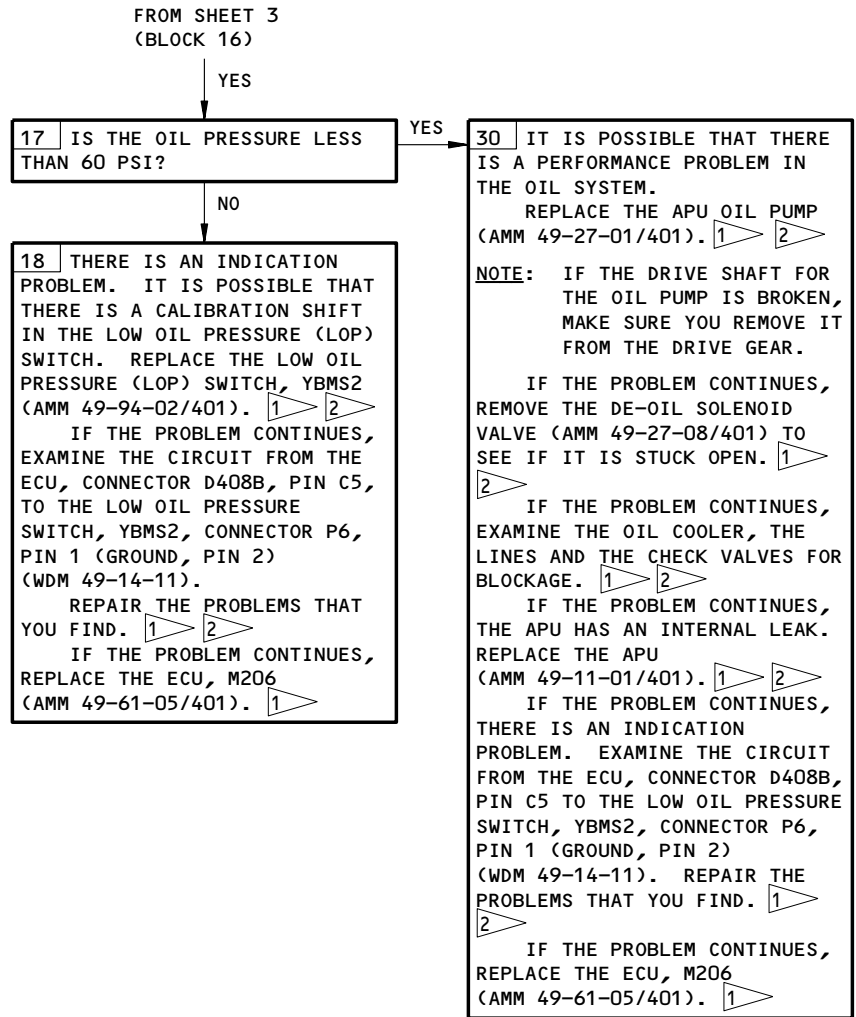 FROM SHEET 3
(BLOCK 16)
YES
17 IS THE OIL PRESSURE LESS
THAN 60 PSI?
YES
NO
18 THERE IS AN INDICATION
PROBLEM. IT IS POSSIBLE THAT
THERE IS A CALIBRATION SHIFT
IN THE LOW OIL PRESSURE (LOP)
SWITCH. REPLACE THE LOW OIL
PRESSURE (LOP) SWITCH, YBMS2
(AMM 49-94-02/401). 1 2
IF THE PROBLEM CONTINUES,
EXAMINE THE CIRCUIT FROM THE
ECU, CONNECTOR D408B, PIN C5,
TO THE LOW OIL PRESSURE
SWITCH, YBMS2, CONNECTOR P6,
PIN 1 (GROUND, PIN 2)
(WDM 49-14-11).
REPAIR THE PROBLEMS THAT
YOU FIND. 1 2
IF THE PROBLEM CONTINUES,
REPLACE THE ECU, M206
(AMM 49-61-05/401). 1
30 IT IS POSSIBLE THAT THERE
IS A PERFORMANCE PROBLEM IN
THE OIL SYSTEM.
REPLACE THE APU OIL PUMP
(AMM 49-27-01/401). 1 2
NOTE: IF THE DRIVE SHAFT FOR
THE OIL PUMP IS BROKEN,
MAKE SURE YOU REMOVE IT
FROM THE DRIVE GEAR.
IF THE PROBLEM CONTINUES,
REMOVE THE DE-OIL SOLENOID
VALVE (AMM 49-27-08/401) TO
SEE IF IT IS STUCK OPEN. 1
2
IF THE PROBLEM CONTINUES,
EXAMINE THE OIL COOLER, THE
LINES AND THE CHECK VALVES FOR
BLOCKAGE. 1 2
IF THE PROBLEM CONTINUES,
THE APU HAS AN INTERNAL LEAK.
REPLACE THE APU
(AMM 49-11-01/401). 1 2
IF THE PROBLEM CONTINUES,
THERE IS AN INDICATION
PROBLEM. EXAMINE THE CIRCUIT
FROM THE ECU, CONNECTOR D408B,
PIN C5 TO THE LOW OIL PRESSURE
SWITCH, YBMS2, CONNECTOR P6,
PIN 1 (GROUND, PIN 2)
(WDM 49-14-11). REPAIR THE
PROBLEMS THAT YOU FIND. 1
2
IF THE PROBLEM CONTINUES,
REPLACE THE ECU, M206
(AMM 49-61-05/401). 1